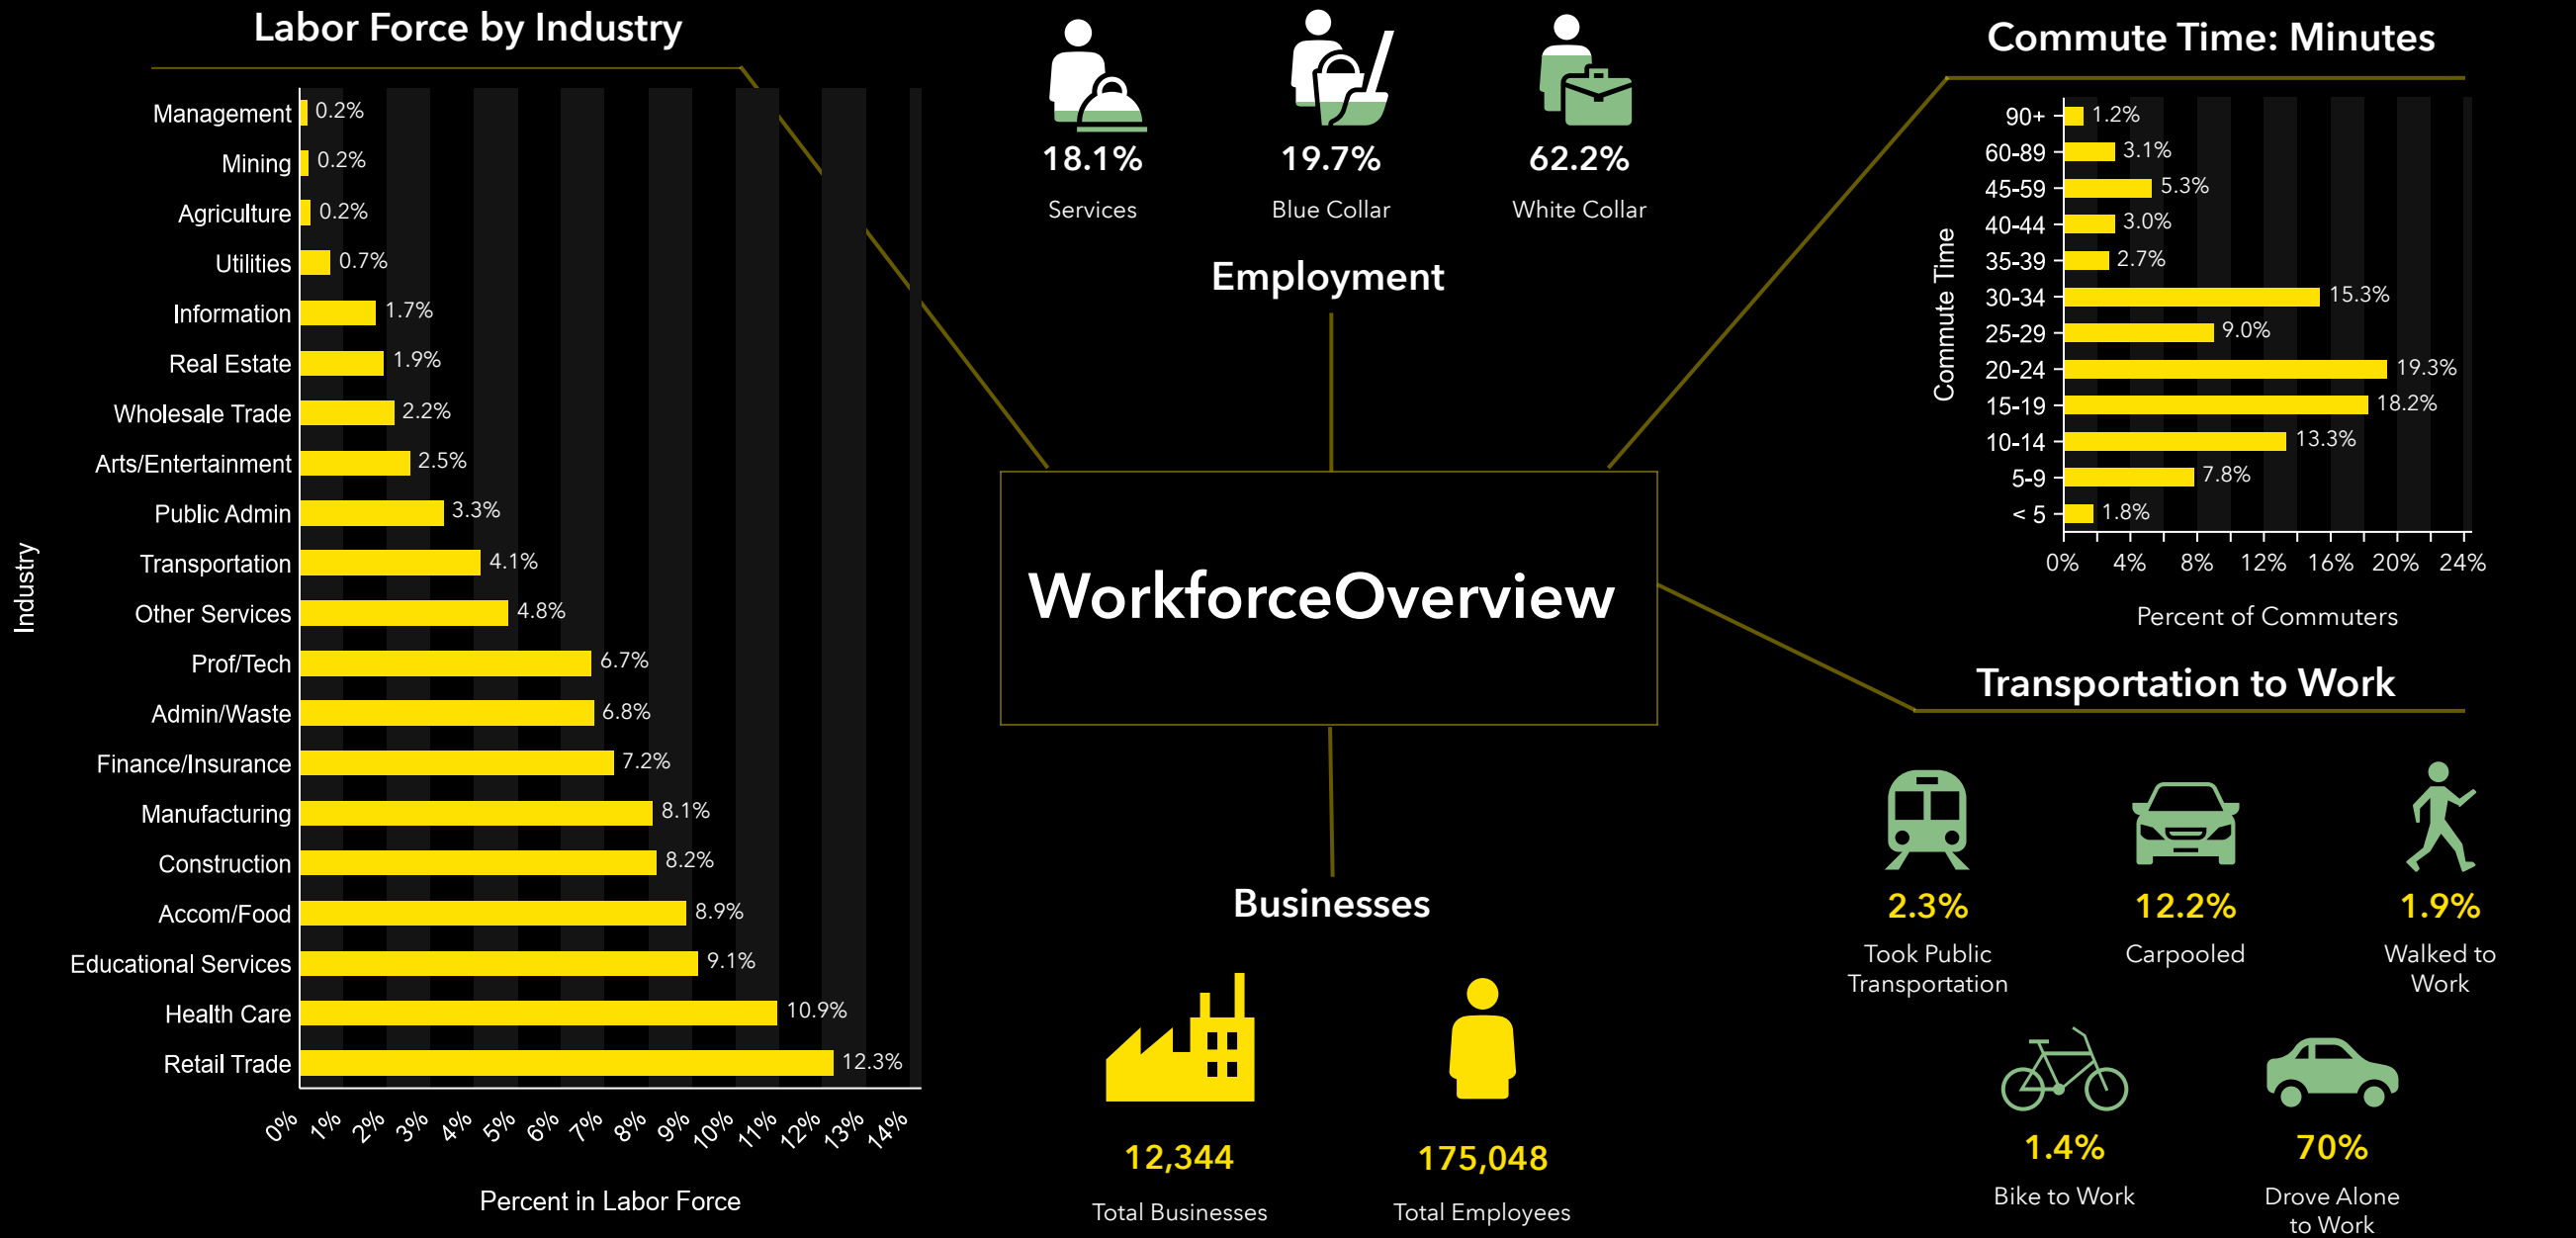 Labor Force by Industry
Industry
Management 0.2%
Mining 0.2%
Agriculture 0.2%
Utilities 0.7%
Information 1.7%
Real Estate 1.9%
Wholesale Trade 2.2%
Arts/Entertainment 2.5%
Public Admin 3.3%
Transportation 4.1%
Other Services 4.8%
Prof/Tech 6.7%
Admin/Waste 6.8%
Finance/Insurance 7.2%
Manufacturing 8.1%
Construction 8.2%
Accom/Food 8.9%
Educational Services 9.1%
Health Care 10.9%
Retail Trade 12.3%
0% 1% 2% 3% 4% 5% 6% 7% 8% 9% 10% 11% 12% 13% 14%
Percent in Labor Force
18.1% 19.7% 62.2%
Services Blue Collar White Collar
Employment
WorkforceOverview
Businesses
12,344 175,048
Total Businesses Total Employees
Commute Time: Minutes
Commute Time
90+ 1.2%
60-89 3.1%
45-59 5.3%
40-44 3.0%
35-39 2.7%
30-34 15.3%
25-29 9.0%
20-24 19.3%
15-19 18.2%
10-14 13.3%
5-9 7.8%
< 5 1.8%
0% 4% 8% 12% 16% 20% 24%
Percent of Commuters
Transportation to Work
2.3% 12.2% 1.9%
Took Public Carpooled Walked to
Transportation Work
1.4% 70%
Bike to Work Drove Alone
to Work